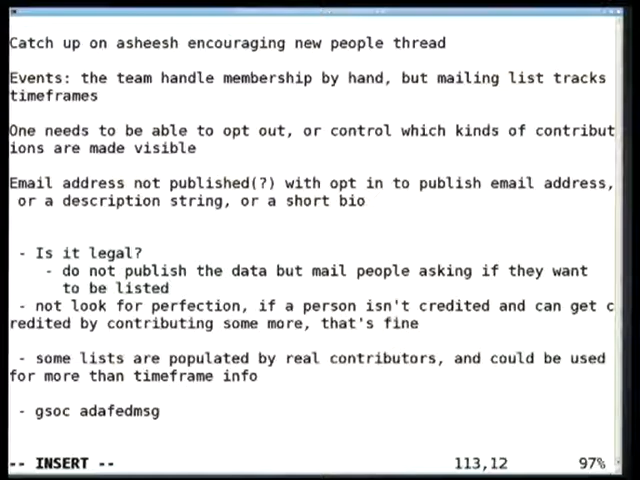 Catch up on asheesh encouraging new people thread
Events: the team handle membership by hand, but mailing list tracks
timeframes
One needs to be able to opt out, or control which kinds of contribut
ions are made visible
Email address not published(?) with opt in to publish email address,
or a description string, or a short bio
- Is it legal?
- do not publish the data but mail people asking if they want
to be listed
- not look for perfection, if a person isn't credited and can get c
redited by contributing some more, that's fine
- some lists are populated by real contributors, and could be used
for more than timeframe info
- gsoc adafedmsg
-- INSERT -- 113,12 97%